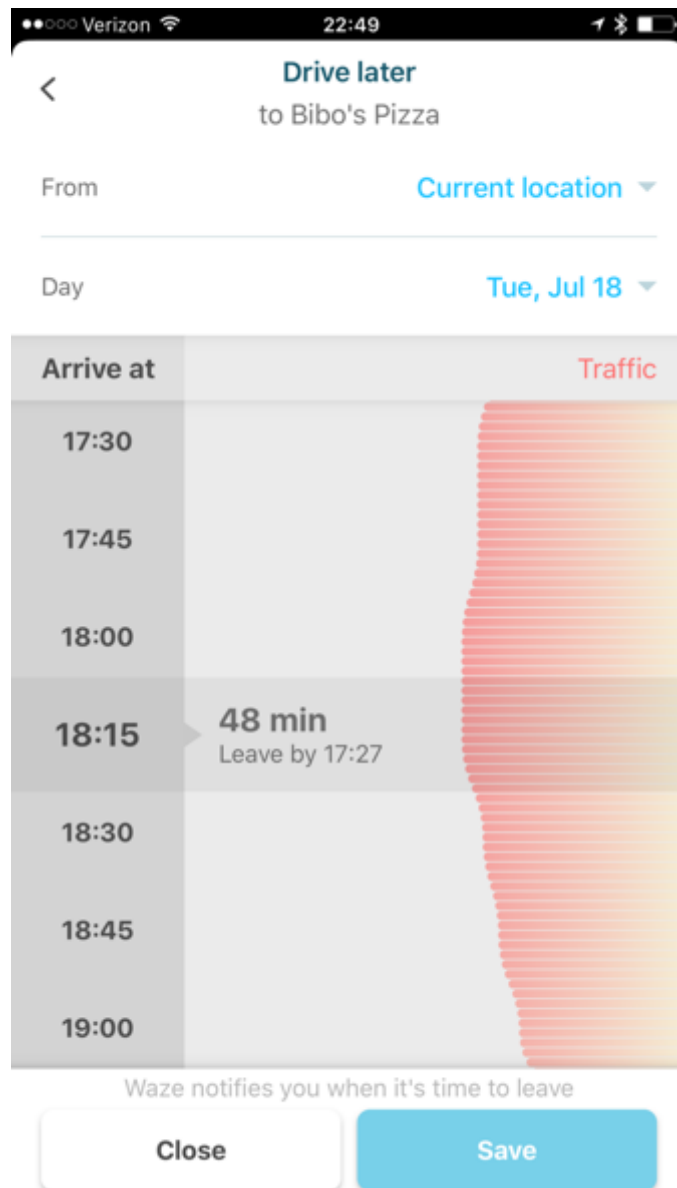 Verizon 22:49
Drive later
to Bibo's Pizza
From Current location
Day Tue, Jul 18
Arrive at Traffic
17:30
17:45
18:00
18:15 48 min
Leave by 17:27
18:30
18:45
19:00
Waze notifies you when it's time to leave
Close Save